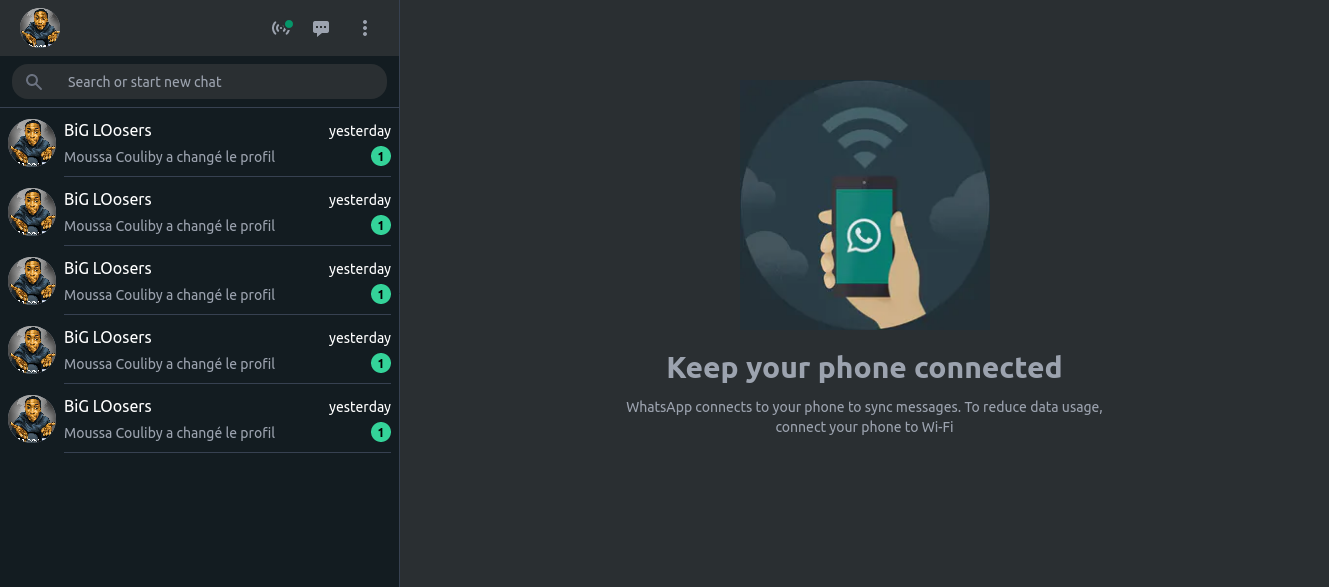 Search or start new chat
BiG LOosers yesterday
Moussa Couliby a changé le profil 1
BiG LOosers yesterday
Moussa Couliby a changé le profil 1
BiG LOosers yesterday
Moussa Couliby a changé le profil 1
BiG LOosers yesterday
Moussa Couliby a changé le profil 1
BiG LOosers yesterday
Moussa Couliby a changé le profil 1
Keep your phone connected
WhatsApp connects to your phone to sync messages. To reduce data usage,
connect your phone to Wi-Fi